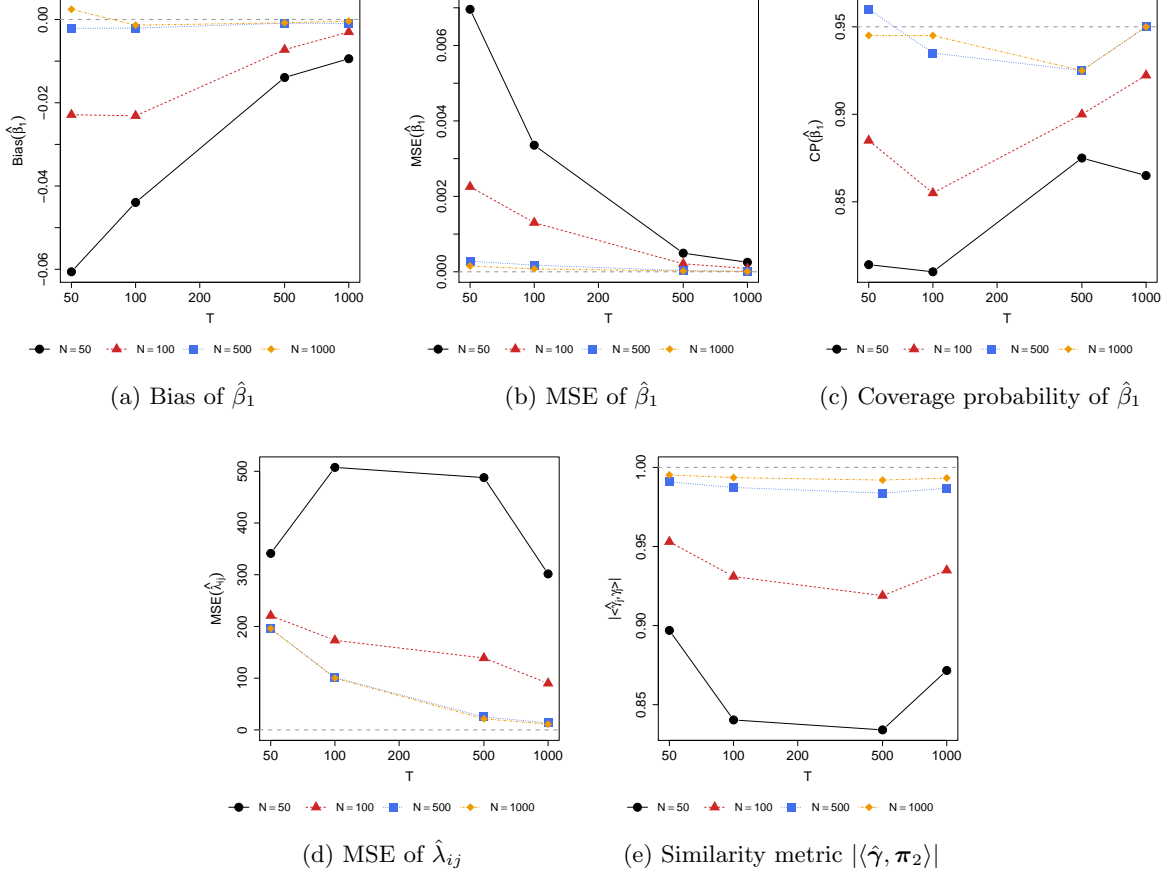 0.00
−0.02
−0.04
−0.06
Bias(β̂₁)
50 100 200 500 1000
T
N = 50 N = 100 N = 500 N = 1000
(a) Bias of β̂₁
0.006
0.004
0.002
0.000
MSE(β̂₁)
50 100 200 500 1000
T
N = 50 N = 100 N = 500 N = 1000
(b) MSE of β̂₁
0.95
0.90
0.85
CP(β̂₁)
50 100 200 500 1000
T
N = 50 N = 100 N = 500 N = 1000
(c) Coverage probability of β̂₁
500
400
300
200
100
0
MSE(λ̂ᵢⱼ)
50 100 200 500 1000
T
N = 50 N = 100 N = 500 N = 1000
(d) MSE of λ̂ᵢⱼ
1.00
0.95
0.90
0.85
|<γ̂ⱼ,γⱼ>|
50 100 200 500 1000
T
N = 50 N = 100 N = 500 N = 1000
(e) Similarity metric |⟨γ̂, π₂⟩|